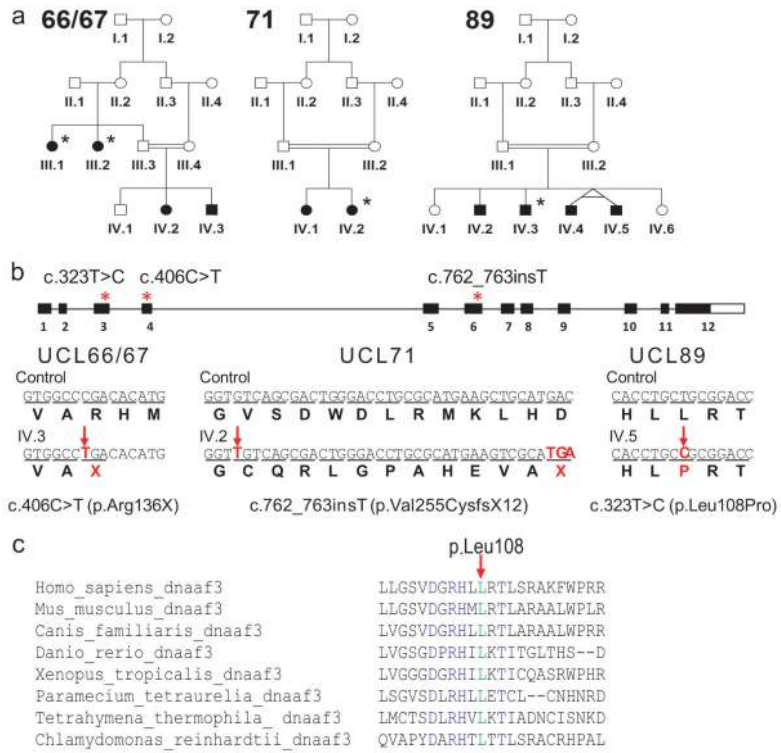 a 66/67 71 89
I.1 I.2 I.1 I.2 I.1 I.2
II.1 II.2 II.3 II.4 II.1 II.2 II.3 II.4 II.1 II.2 II.3 II.4
* * 
III.1 III.2 III.3 III.4 III.1 III.2 III.1 III.2
* *
IV.1 IV.2 IV.3 IV.1 IV.2 IV.1 IV.2 IV.3 IV.4 IV.5 IV.6
b
c.323T>C c.406C>T c.762_763insT
* * *
1 2 3 4 5 6 7 8 9 10 11 12
UCL66/67 UCL71 UCL89
Control Control Control
GTGGCCCGACACATG GGTGTCAGCGACTGGGACCTGCGCATGAAGCTGCATGAC CACCTGCTGCGGACC
V A R H M G V S D W D L R M K L H D H L L R T
IV.3 IV.2 IV.5
GTGGCCTGACACATG GGTTGTCAGCGACTGGGACCTGCGCATGAAGTCGCATGA CACCTGCCGCGGACC
V A X G C Q R L G P A H E V A X H L P R T
c.406C>T (p.Arg136X) c.762_763insT (p.Val255CysfsX12) c.323T>C (p.Leu108Pro)
c
p.Leu108
Homo_sapiens_dnaaf3 LLGSVDGRHLLRTLSRAKFWPRR
Mus_musculus_dnaaf3 LLGSVDGRHMLRTLARAALWPLR
Canis_familiaris_dnaaf3 LVGSVDGRHLLRTLARAALWPRR
Danio_rerio_dnaaf3 LVGSGDPRHILKTITGLTHS--D
Xenopus_tropicalis_dnaaf3 LVGGGDGRHILKTICQASRWPHR
Paramecium_tetraurelia_dnaaf3 LSGVSDLRHLLETCL--CNHNRD
Tetrahymena_thermophila_ dnaaf3 LMCTSDLRHVLKTIADNCISNKD
Chlamydomonas_reinhardtii_dnaaf3 QVAPYDARHTLTTLSRACRHPAL